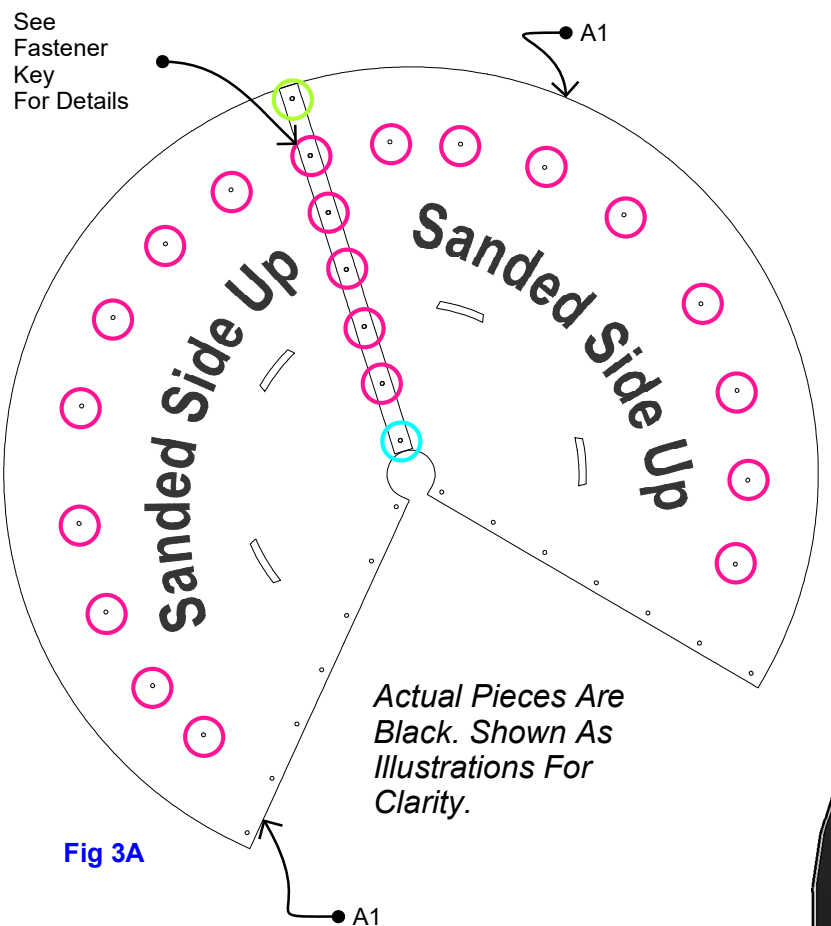 See
Fastener
Key
For Details
A1
Sanded Side Up
Sanded Side Up
Actual Pieces Are
Black. Shown As
Illustrations For
Clarity.
Fig 3A
A1